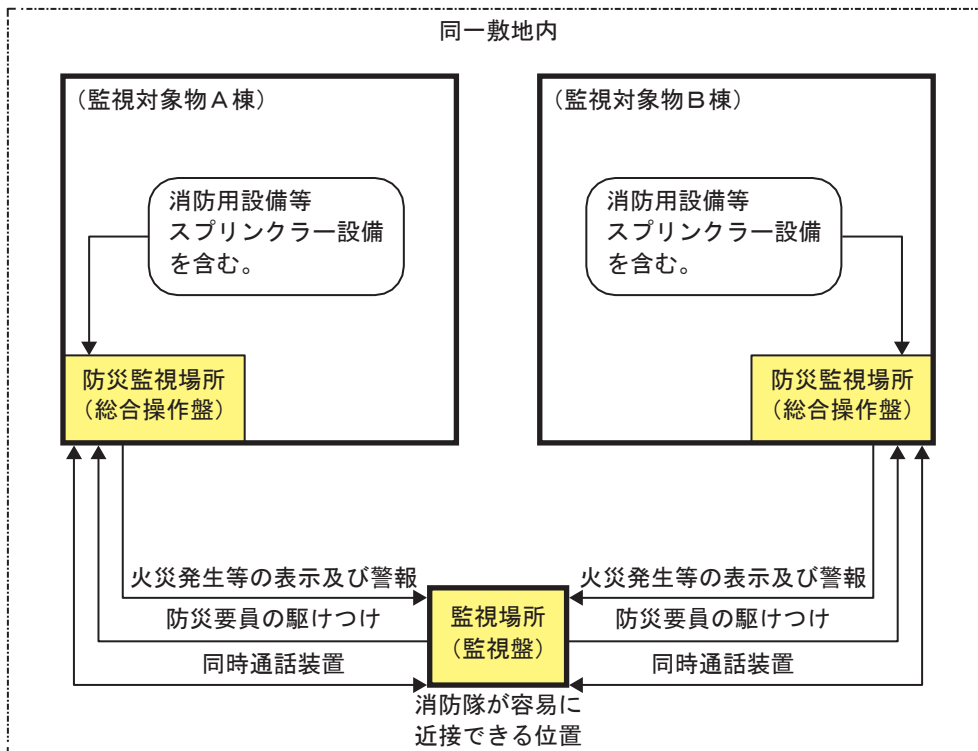 同一敷地内
（監視対象物Ａ棟）
消防用設備等
スプリンクラー設備
を含む。
防災監視場所
（総合操作盤）
（監視対象物Ｂ棟）
消防用設備等
スプリンクラー設備
を含む。
防災監視場所
（総合操作盤）
火災発生等の表示及び警報
防災要員の駆けつけ
同時通話装置
監視場所
（監視盤）
火災発生等の表示及び警報
防災要員の駆けつけ
同時通話装置
消防隊が容易に
近接できる位置